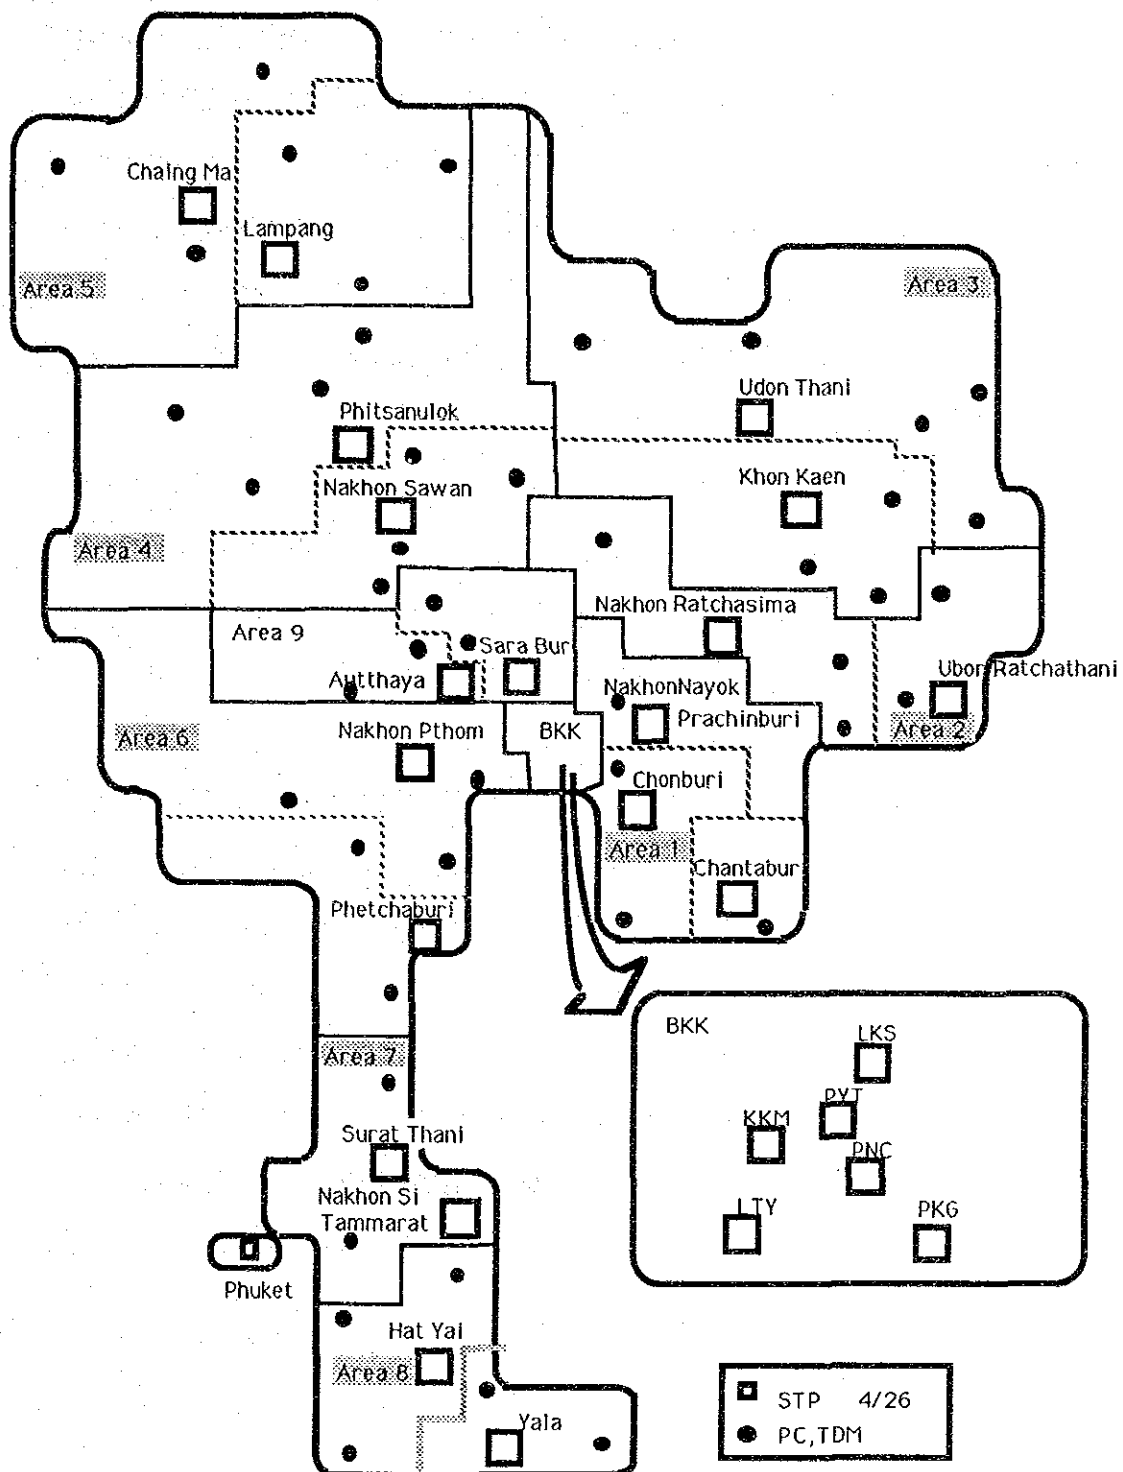 Chaing Ma
Lampang
Area 5
Area 3
Udon Thani
Phitsanulok
Khon Kaen
Nakhon Sawan
Area 4
Nakhon Ratchasima
Area 9
Sara Bur
Ubon Ratchathani
Autthaya
NakhonNayok
Prachinburi
Area 2
Area 6
Nakhon Pthom
BKK
Chonburi
Area 1
Chantabur
Phetchaburi
BKK
LKS
Area 7
PYT
KKM
PNC
Surat Thani
Nakhon Si
Tammarat
LTY
PKG
Phuket
Hat Yai
Area 8
STP 4/26
Yala
PC,TDM